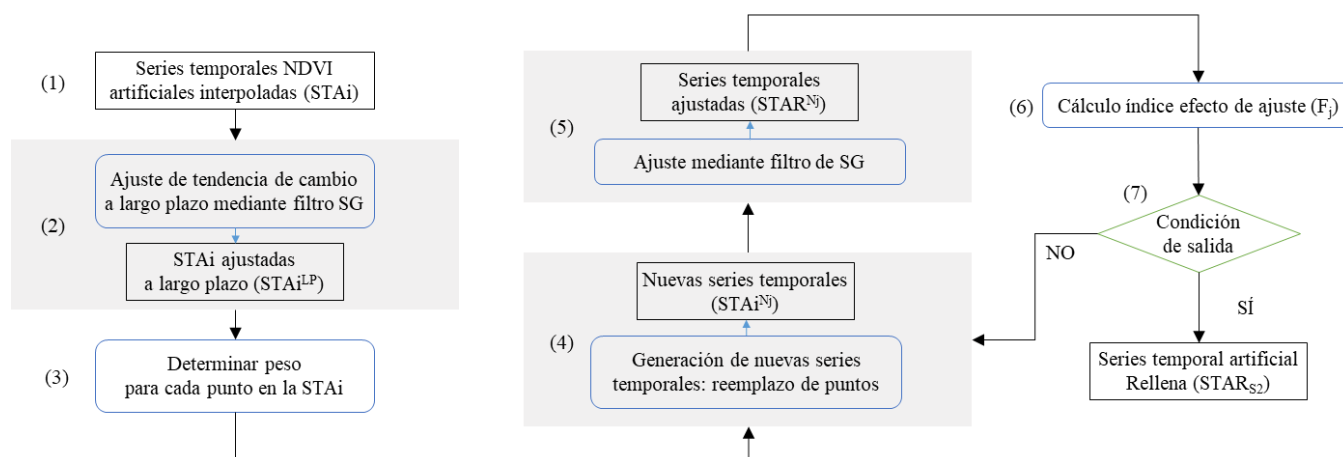 (1)
Series temporales NDVI
artificiales interpoladas (STAi)
(2)
Ajuste de tendencia de cambio
a largo plazo mediante filtro SG
STAi ajustadas
a largo plazo (STAi^LP)
(3)
Determinar peso
para cada punto en la STAi
(4)
Nuevas series temporales
(STAi^Nj)
Generación de nuevas series
temporales: reemplazo de puntos
(5)
Series temporales
ajustadas (STAR^Nj)
Ajuste mediante filtro de SG
(6)
Cálculo índice efecto de ajuste (F_j)
(7)
Condición
de salida
NO
SÍ
Series temporal artificial
Rellena (STAR_S2)